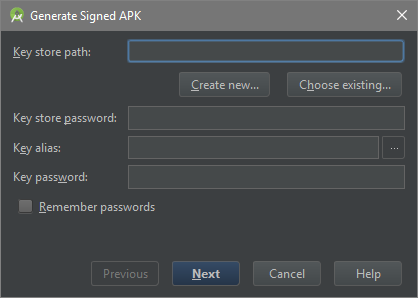 Generate Signed APK
Key store path:
Create new... Choose existing...
Key store password:
Key alias:
...
Key password:
Remember passwords
Previous Next Cancel Help